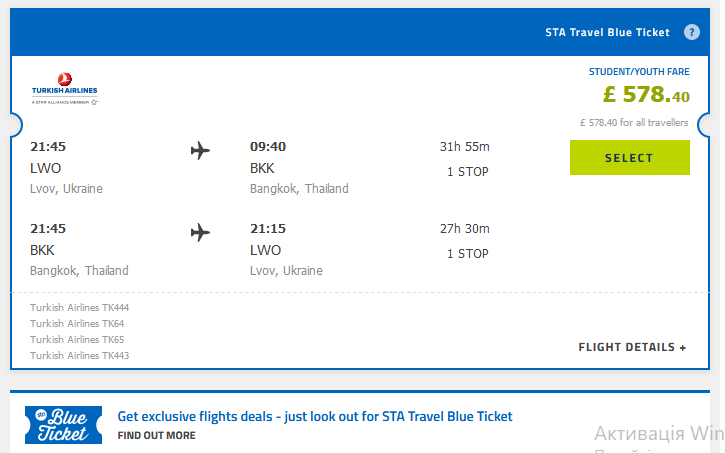 STA Travel Blue Ticket ?
STUDENT/YOUTH FARE
TURKISH AIRLINES
A STAR ALLIANCE MEMBER
£ 578.40
£ 578.40 for all travellers
21:45 09:40 31h 55m
LWO BKK 1 STOP
SELECT
Lvov, Ukraine Bangkok, Thailand
21:45 21:15 27h 30m
BKK LWO 1 STOP
Bangkok, Thailand Lvov, Ukraine
Turkish Airlines TK444
Turkish Airlines TK64
Turkish Airlines TK65
Turkish Airlines TK443
FLIGHT DETAILS +
Blue Ticket
Get exclusive flights deals - just look out for STA Travel Blue Ticket
FIND OUT MORE
Активація Win